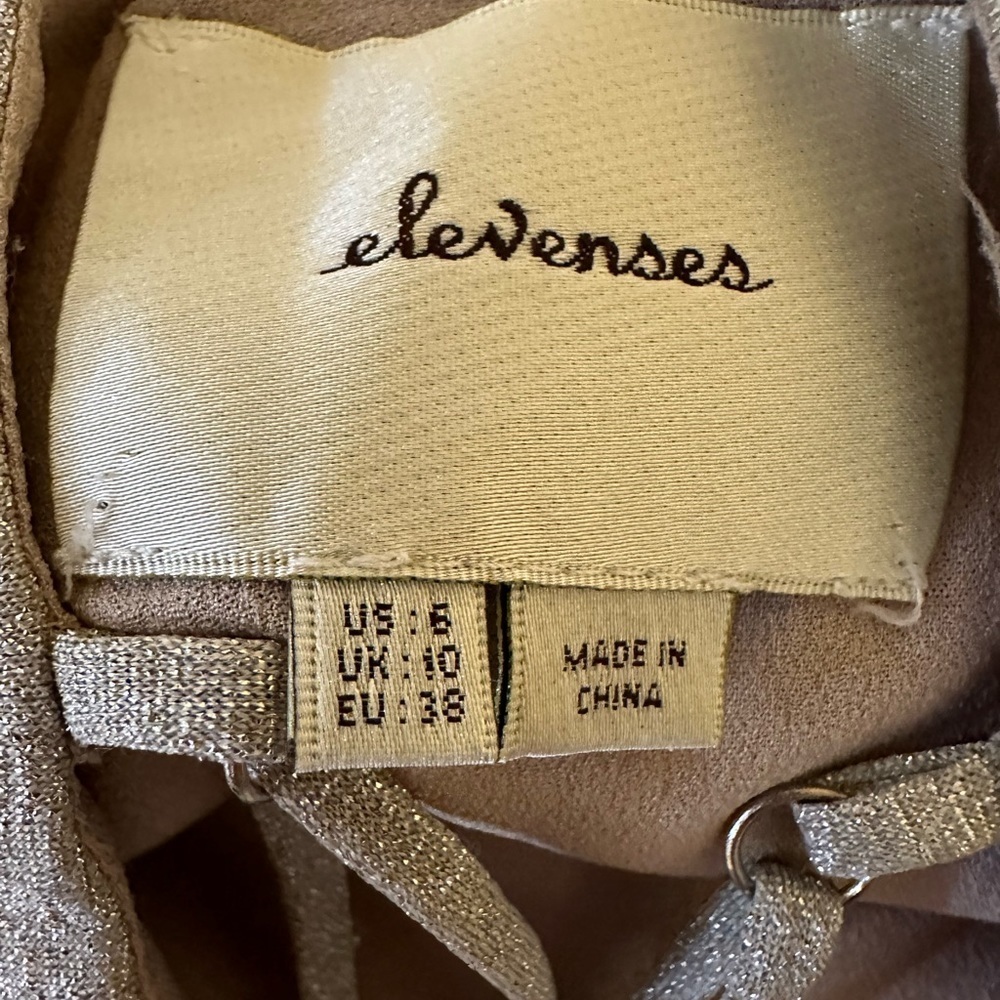 elevenses
US : 6
UK : 10
EU : 38
MADE IN
CHINA